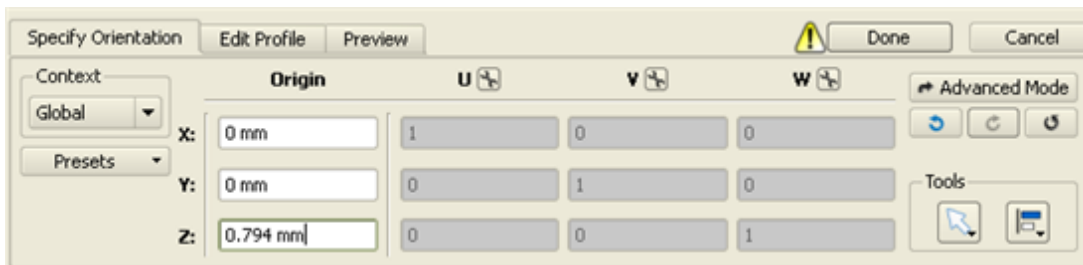 Specify Orientation Edit Profile Preview Done Cancel
Context Origin U V W Advanced Mode
Global
X: 0 mm 1 0 0
Presets
Y: 0 mm 0 1 0
Tools
Z: 0.794 mm 0 0 1